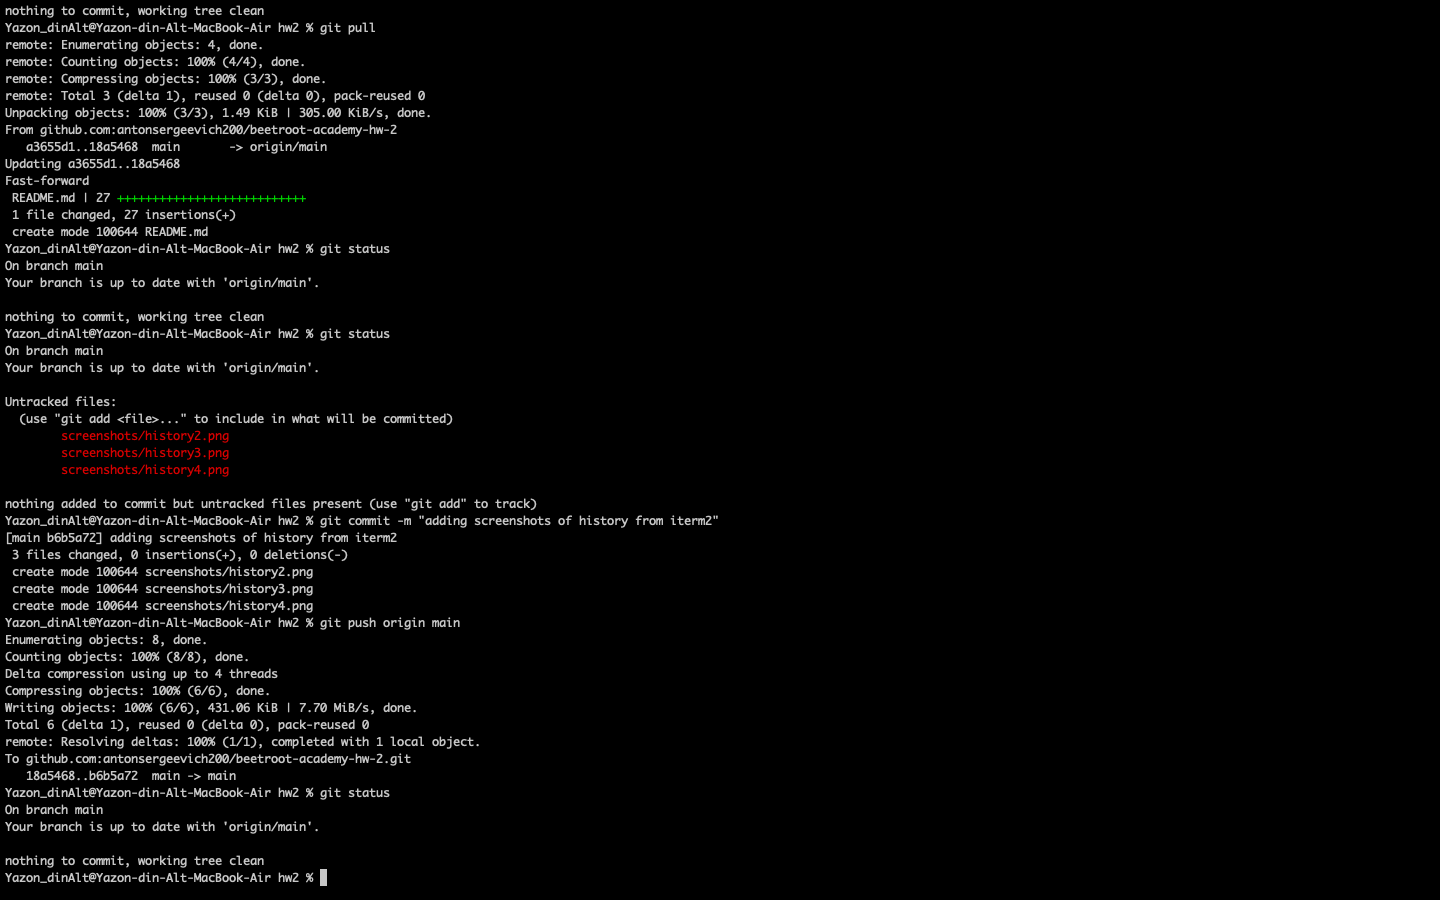 nothing to commit, working tree clean
Yazon_dinAlt@Yazon-din-Alt-MacBook-Air hw2 % git pull
remote: Enumerating objects: 4, done.
remote: Counting objects: 100% (4/4), done.
remote: Compressing objects: 100% (3/3), done.
remote: Total 3 (delta 1), reused 0 (delta 0), pack-reused 0
Unpacking objects: 100% (3/3), 1.49 KiB | 305.00 KiB/s, done.
From github.com:antonsergeevich200/beetroot-academy-hw-2
   a3655d1..18a5468  main       -> origin/main
Updating a3655d1..18a5468
Fast-forward
 README.md | 27 +++++++++++++++++++++++++++
 1 file changed, 27 insertions(+)
 create mode 100644 README.md
Yazon_dinAlt@Yazon-din-Alt-MacBook-Air hw2 % git status
On branch main
Your branch is up to date with 'origin/main'.

nothing to commit, working tree clean
Yazon_dinAlt@Yazon-din-Alt-MacBook-Air hw2 % git status
On branch main
Your branch is up to date with 'origin/main'.

Untracked files:
  (use "git add <file>..." to include in what will be committed)
        screenshots/history2.png
        screenshots/history3.png
        screenshots/history4.png

nothing added to commit but untracked files present (use "git add" to track)
Yazon_dinAlt@Yazon-din-Alt-MacBook-Air hw2 % git commit -m "adding screenshots of history from iterm2"
[main b6b5a72] adding screenshots of history from iterm2
 3 files changed, 0 insertions(+), 0 deletions(-)
 create mode 100644 screenshots/history2.png
 create mode 100644 screenshots/history3.png
 create mode 100644 screenshots/history4.png
Yazon_dinAlt@Yazon-din-Alt-MacBook-Air hw2 % git push origin main
Enumerating objects: 8, done.
Counting objects: 100% (8/8), done.
Delta compression using up to 4 threads
Compressing objects: 100% (6/6), done.
Writing objects: 100% (6/6), 431.06 KiB | 7.70 MiB/s, done.
Total 6 (delta 1), reused 0 (delta 0), pack-reused 0
remote: Resolving deltas: 100% (1/1), completed with 1 local object.
To github.com:antonsergeevich200/beetroot-academy-hw-2.git
   18a5468..b6b5a72  main -> main
Yazon_dinAlt@Yazon-din-Alt-MacBook-Air hw2 % git status
On branch main
Your branch is up to date with 'origin/main'.

nothing to commit, working tree clean
Yazon_dinAlt@Yazon-din-Alt-MacBook-Air hw2 %